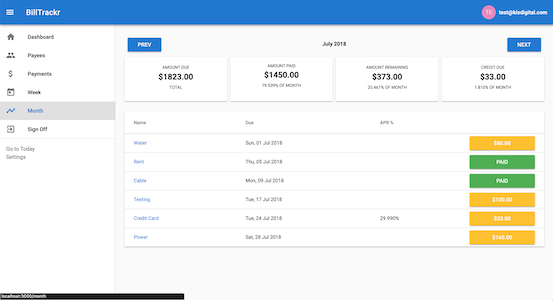 BillTrackr
TS test@kiodigital.com
Dashboard
Payees
Payments
Week
Month
Sign Off
Go to Today
Settings
PREV
July 2018
NEXT
AMOUNT DUE
$1823.00
TOTAL
AMOUNT PAID
$1450.00
79.539% OF MONTH
AMOUNT REMAINING
$373.00
20.461% OF MONTH
CREDIT DUE
$33.00
1.810% OF MONTH
Name Due APR %
Water Sun, 01 Jul 2018 $80.00
Rent Thu, 05 Jul 2018 PAID
Cable Mon, 09 Jul 2018 PAID
Testing Tue, 17 Jul 2018 $100.00
Credit Card Tue, 24 Jul 2018 29.990% $33.00
Power Sat, 28 Jul 2018 $160.00
localhost:3000/month